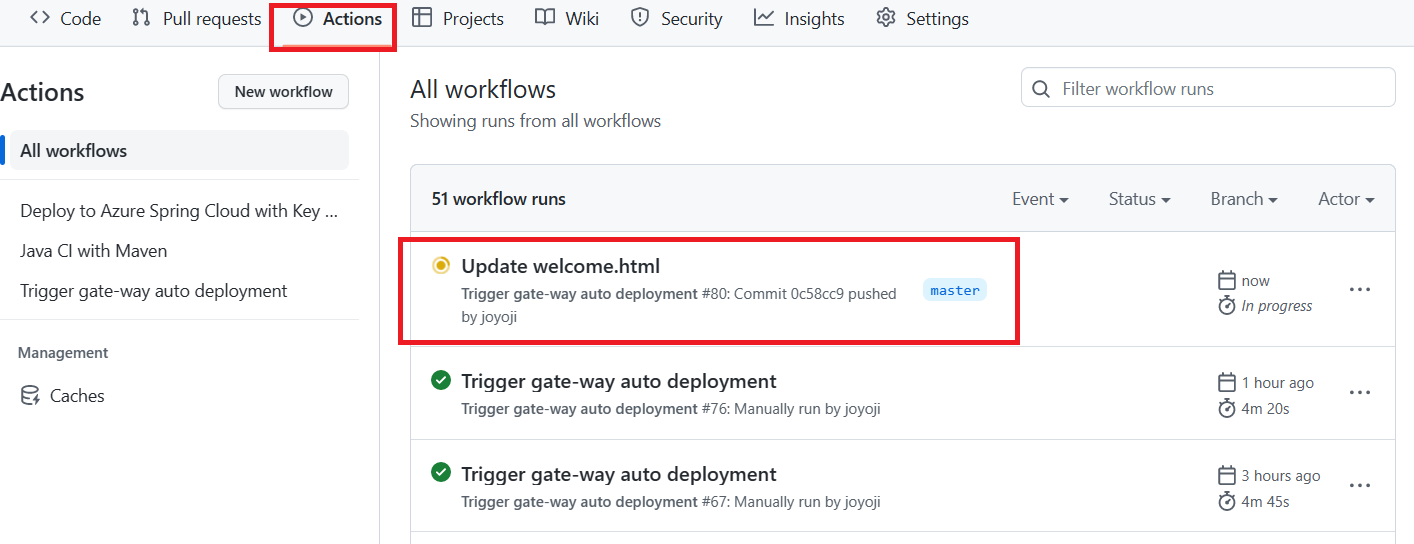 Code Pull requests Actions Projects Wiki Security Insights Settings
Actions
New workflow
All workflows
Deploy to Azure Spring Cloud with Key ...
Java CI with Maven
Trigger gate-way auto deployment
Management
Caches
All workflows
Showing runs from all workflows
Filter workflow runs
51 workflow runs
Event Status Branch Actor
Update welcome.html
Trigger gate-way auto deployment #80: Commit 0c58cc9 pushed
by joyoji
master
now
In progress
Trigger gate-way auto deployment
Trigger gate-way auto deployment #76: Manually run by joyoji
1 hour ago
4m 20s
Trigger gate-way auto deployment
Trigger gate-way auto deployment #67: Manually run by joyoji
3 hours ago
4m 45s